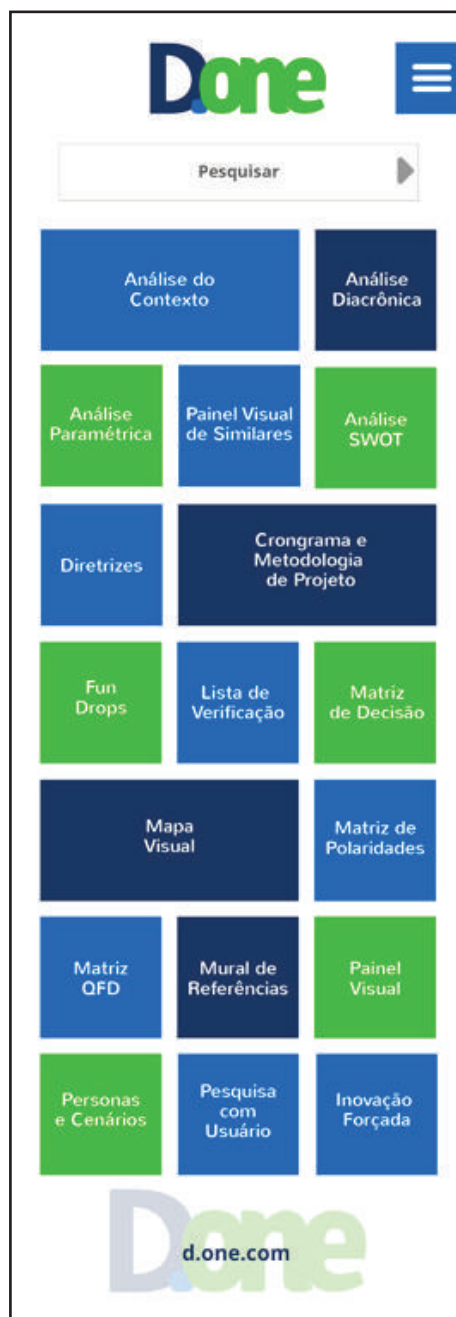 D.one
Pesquisar
Análise do
Contexto
Análise
Diacrônica
Análise
Paramétrica
Painel Visual
de Similares
Análise
SWOT
Diretrizes
Crongrama e
Metodologia
de Projeto
Fun
Drops
Lista de
Verificação
Matriz
de Decisão
Mapa
Visual
Matriz de
Polaridades
Matriz
QFD
Mural de
Referências
Painel
Visual
Personas
e Cenários
Pesquisa
com
Usuário
Inovação
Forçada
D.one
d.one.com